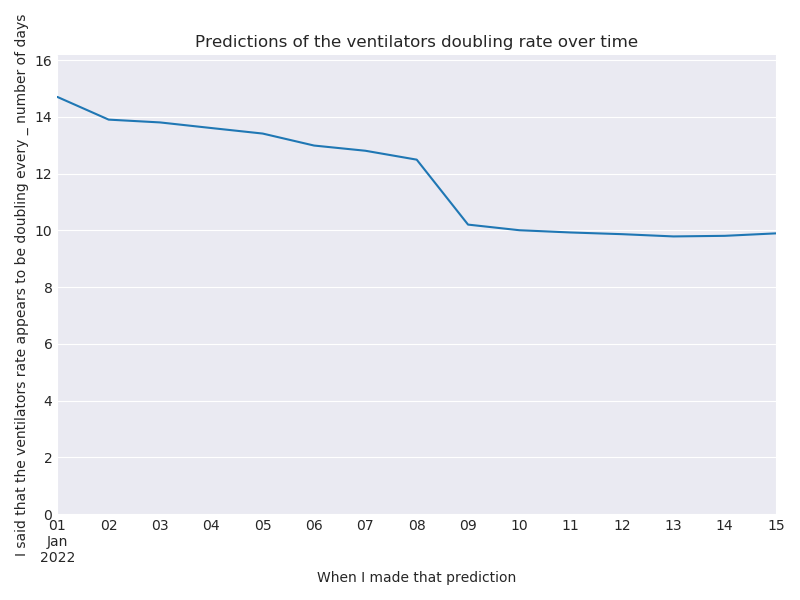 Predictions of the ventilators doubling rate over time
I said that the ventilators rate appears to be doubling every _ number of days
16
14
12
10
8
6
4
2
0
01 02 03 04 05 06 07 08 09 10 11 12 13 14 15
Jan
2022
When I made that prediction